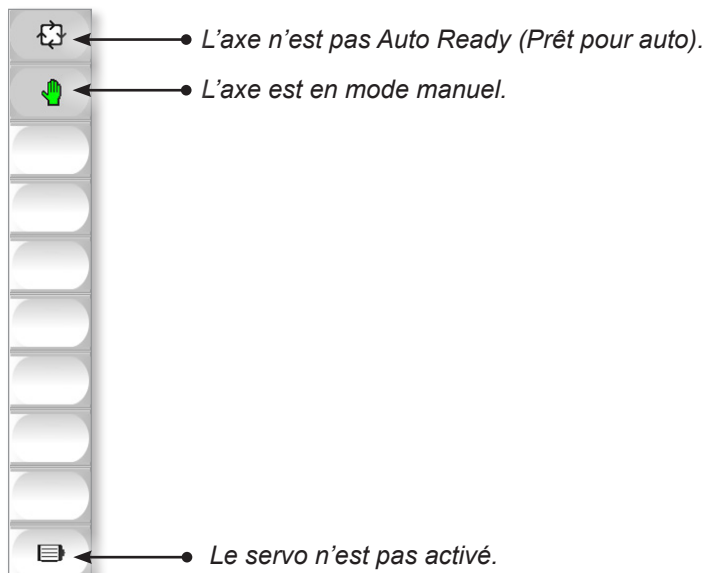 L’axe n’est pas Auto Ready (Prêt pour auto).
L’axe est en mode manuel.
Le servo n’est pas activé.